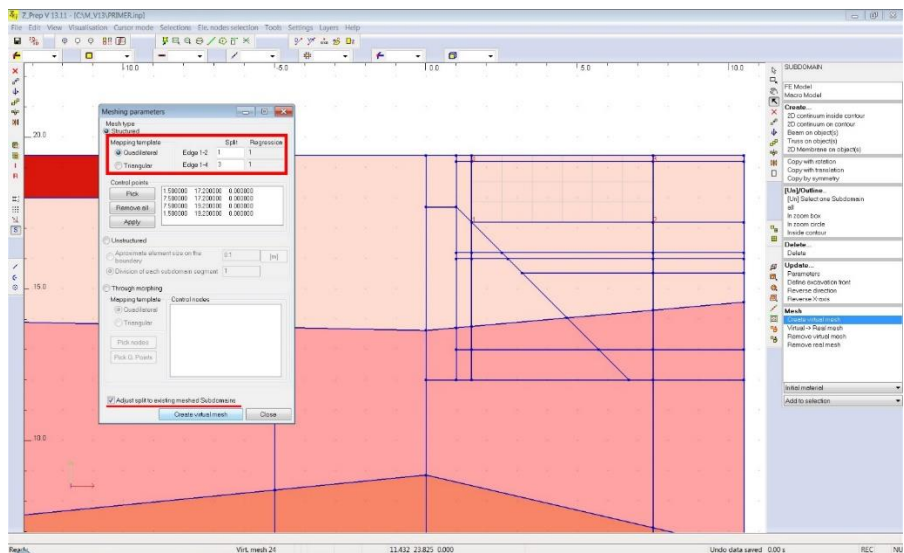 Z_Prep V 13.11 - [C:\SM_V13\PRIMER.inp]
File Edit View Visualisation Cursor mode Selections Ele. nodes selection Tools Settings Layers Help
-10.0 -5.0 0.0 5.0 10.0
20.0
15.0
10.0
Meshing parameters
Mesh type
Structured
Mapping template Split Regression
Quadrilateral Edge 1-2 1 1
Triangular Edge 1-4 3 1
Control points
Pick
Remove all
Apply
1.500000 17.200000 0.000000
7.500000 17.200000 0.000000
7.500000 19.200000 0.000000
1.500000 19.200000 0.000000
Unstructured
Approximate element size on the boundary 0.1 [m]
Division of each subdomain segment 1
Through morphing
Mapping template Control nodes
Quadrilateral
Triangular
Pick nodes
Pick G. Points
Adjust split to existing meshed Subdomains
Create virtual mesh Close
SUBDOMAIN
FE Model
Macro Model
Create...
2D continuum inside contour
2D continuum on contour
Beam on object(s)
Truss on object(s)
2D Membrane on object(s)
Copy with rotation
Copy with translation
Copy by symmetry
[Un]/Outline...
[Un] Select one Subdomain
all
In zoom box
In zoom circle
Inside contour
Delete...
Delete
Update...
Parameters
Define excavation front
Reverse direction
Reverse X-axis
Mesh
Create virtual mesh
Virtual -> Real mesh
Remove virtual mesh
Remove real mesh
Initial material
Add to selection
Ready, Virt. mesh 24 11.432 23.825 0.000 Undo data saved 0.00 s REC NU